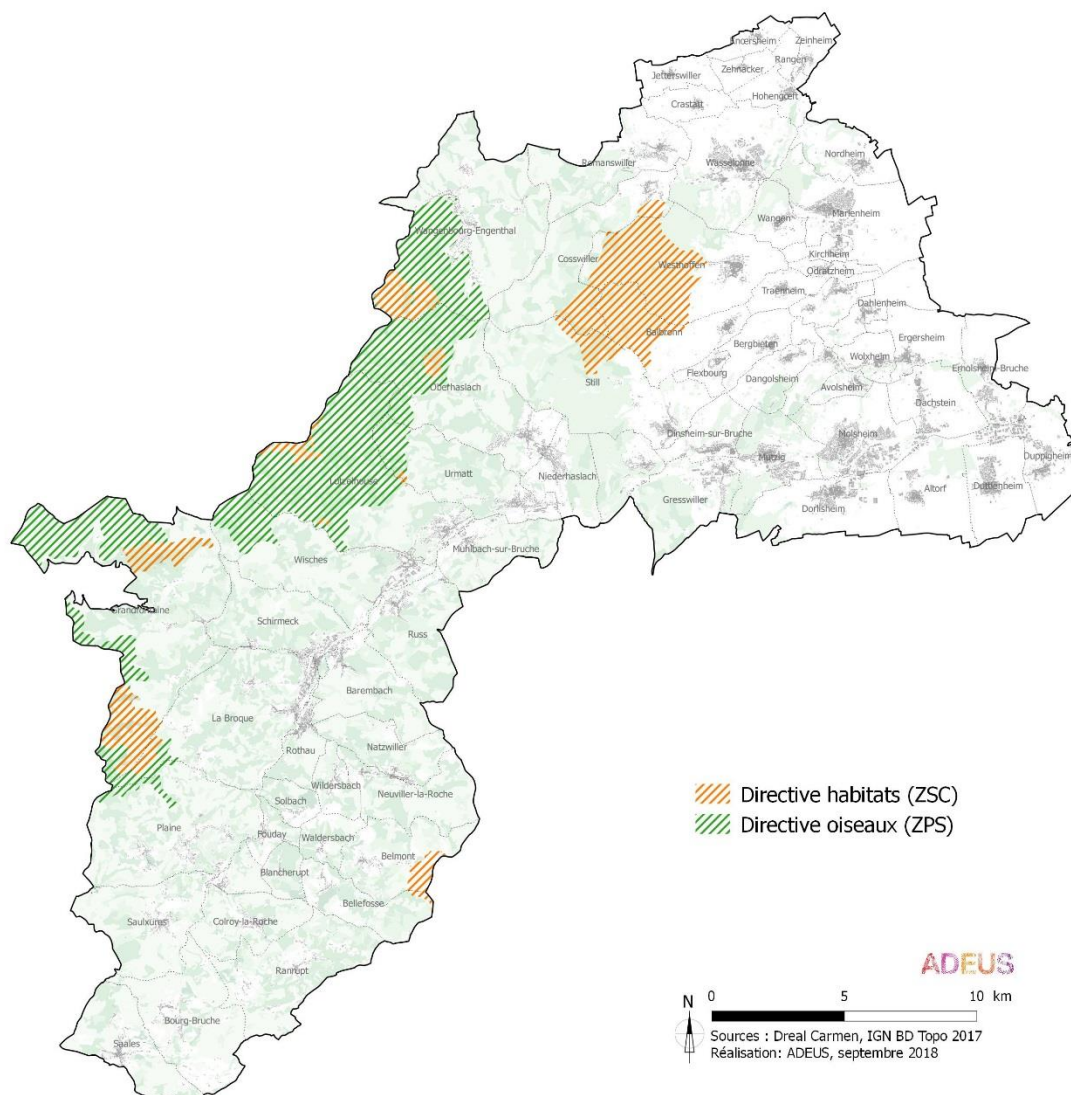 Zeinheim
Rangen
Zehnacker
Jetterswiller
Hohengœft
Crastatt
Nordheim
Romanswiller
Wasselonne
Wangen
Marlenheim
Wangenbourg-Engenthal
Cosswiller
Westhoffen
Kirchheim
Odratzheim
Traenheim
Dahlenheim
Balbronn
Bergbieten
Ergersheim
Wolxheim
Ernolsheim-Bruche
Oberhaslach
Still
Flexbourg
Dangolsheim
Avolsheim
Dachstein
Dinsheim-sur-Bruche
Molsheim
Mutzig
Duppigheim
Lutzelhouse
Urmatt
Niederhaslach
Gresswiller
Dorlisheim
Altorf
Duttlenheim
Muhlbach-sur-Bruche
Wisches
Grandfontaine
Schirmeck
Russ
Barembach
La Broque
Rothau
Natzwiller
Wildersbach
Neuviller-la-Roche
Solbach
Directive habitats (ZSC)
Directive oiseaux (ZPS)
Plaine
Fouday
Waldersbach
Belmont
Blancherupt
Bellefosse
Saulxures
Colroy-la-Roche
Ranrupt
ADEUS
Bourg-Bruche
Saales
N
0 5 10 km
Sources : Dreal Carmen, IGN BD Topo 2017
Réalisation: ADEUS, septembre 2018